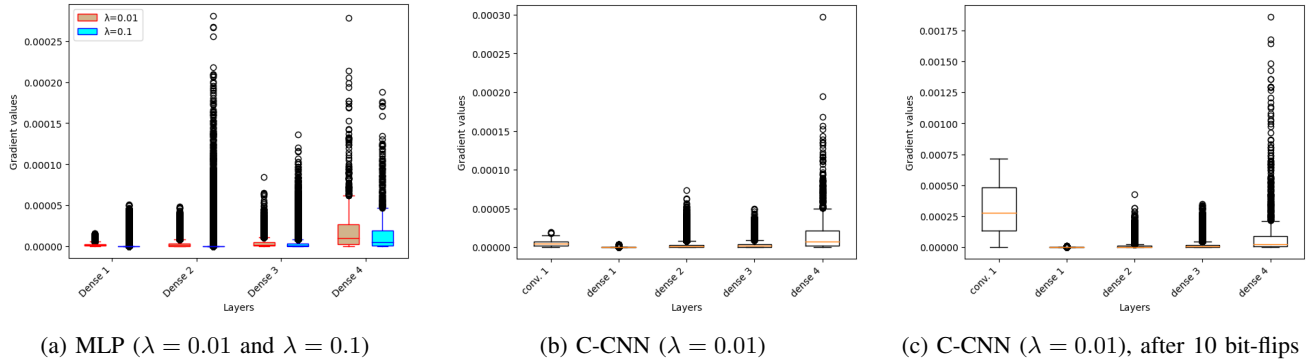 λ=0.01
λ=0.1
0.00025
0.00020
0.00015
0.00010
0.00005
0.00000
Gradient values
Dense 1
Dense 2
Dense 3
Dense 4
Layers
(a) MLP (λ = 0.01 and λ = 0.1)
0.00030
0.00025
0.00020
0.00015
0.00010
0.00005
0.00000
Gradient values
conv. 1
dense 1
dense 2
dense 3
dense 4
Layers
(b) C-CNN (λ = 0.01)
0.00175
0.00150
0.00125
0.00100
0.00075
0.00050
0.00025
0.00000
Gradient values
conv. 1
dense 1
dense 2
dense 3
dense 4
Layers
(c) C-CNN (λ = 0.01), after 10 bit-flips